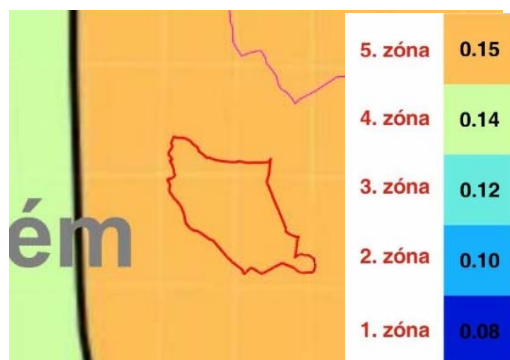 ém
5. zóna 0.15
4. zóna 0.14
3. zóna 0.12
2. zóna 0.10
1. zóna 0.08